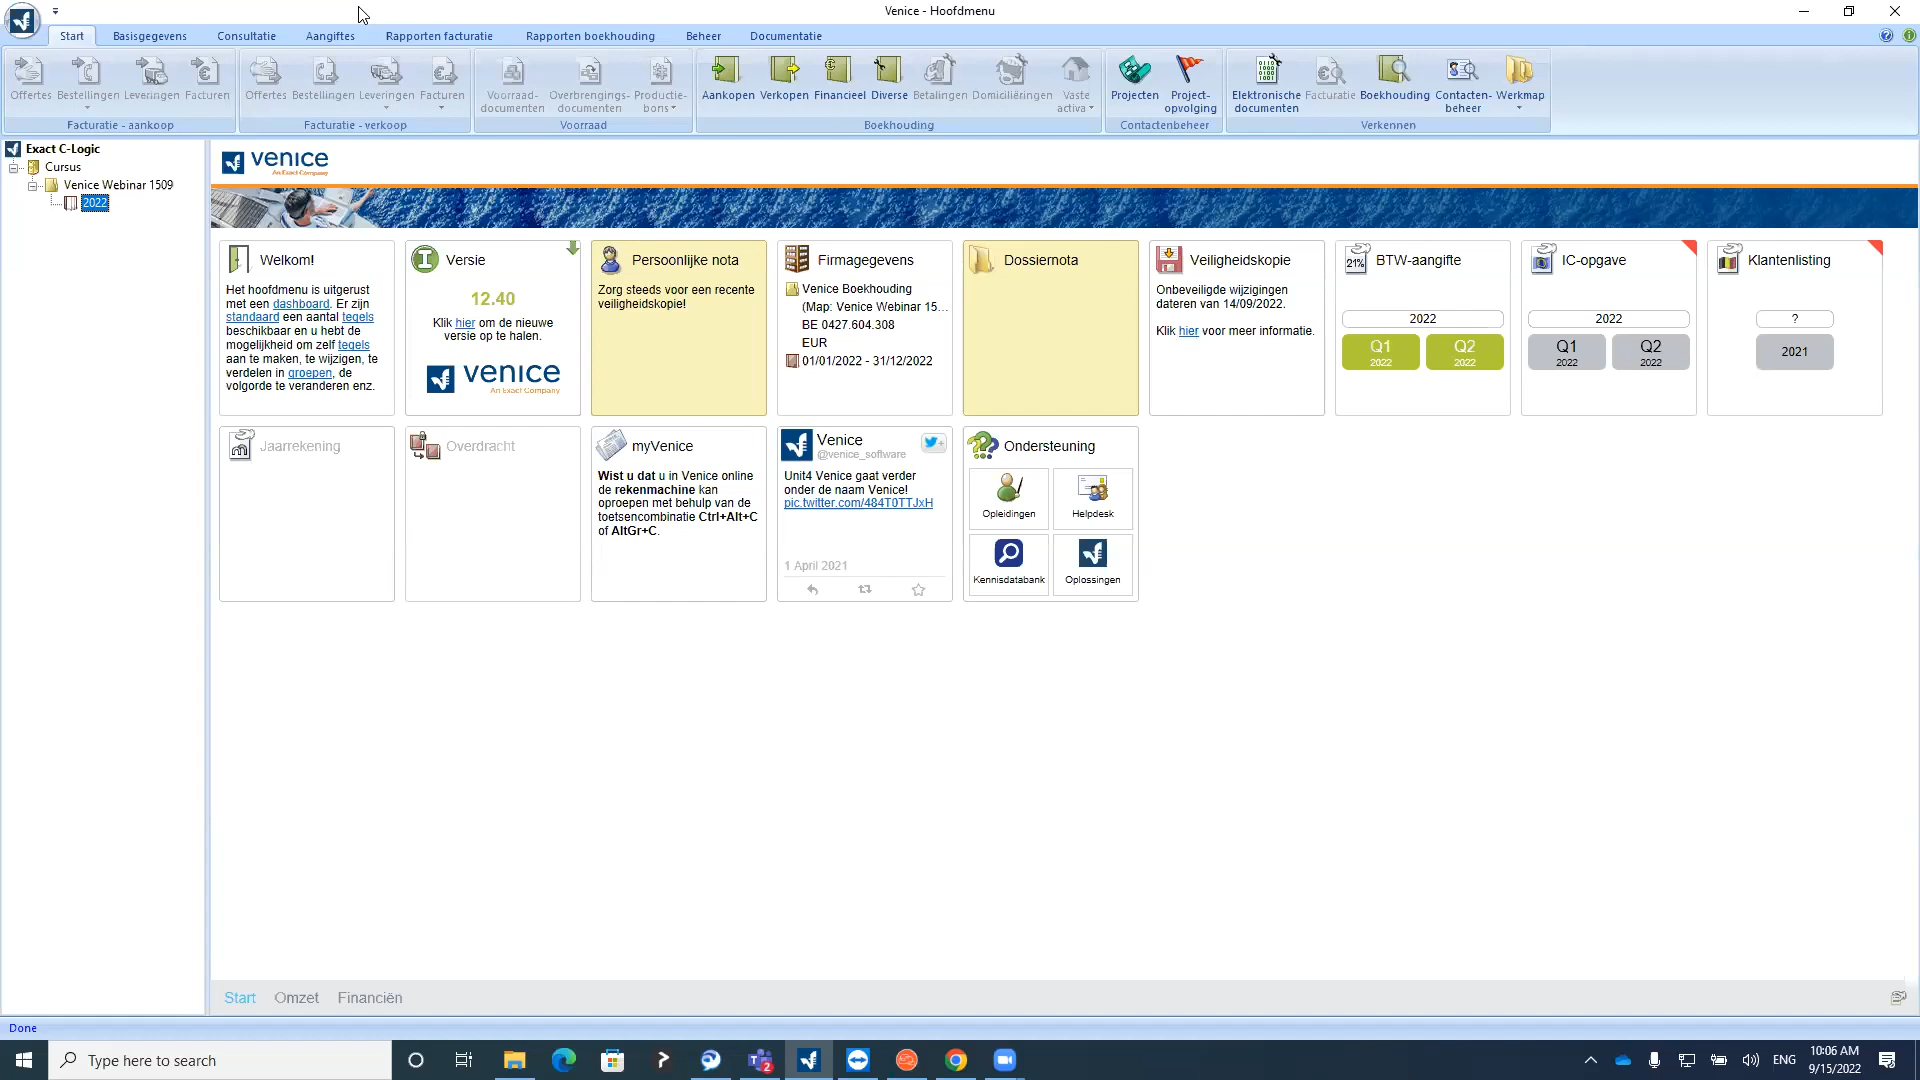 Venice - Hoofdmenu
Start Basisgegevens Consultatie Aangiftes Rapporten facturatie Rapporten boekhouding Beheer Documentatie
Offertes Bestellingen Leveringen Facturen
Facturatie - aankoop
Offertes Bestellingen Leveringen Facturen
Facturatie - verkoop
Voorraad-
documenten
Overbrengings-
documenten
Productie-
bons
Voorraad
Aankopen Verkopen Financieel Diverse Betalingen Domiciliëringen Vaste
activa
Boekhouding
Projecten Project-
opvolging
Contactenbeheer
Elektronische
documenten
Facturatie Boekhouding Contacten-
beheer
Werkmap
Verkennen
Exact C-Logic
Cursus
Venice Webinar 1509
2022
venice
An Exact Company
Welkom!
Het hoofdmenu is uitgerust
met een dashboard. Er zijn
standaard een aantal tegels
beschikbaar en u hebt de
mogelijkheid om zelf tegels
aan te maken, te wijzigen, te
verdelen in groepen, de
volgorde te veranderen enz.
Versie
12.40
Klik hier om de nieuwe
versie op te halen.
venice
An Exact Company
Persoonlijke nota
Zorg steeds voor een recente
veiligheidskopie!
Firmagegevens
Venice Boekhouding
(Map: Venice Webinar 15...
BE 0427.604.308
EUR
01/01/2022 - 31/12/2022
Dossiernota
Veiligheidskopie
Onbeveiligde wijzigingen
dateren van 14/09/2022.
Klik hier voor meer informatie.
21%
BTW-aangifte
2022
Q1
2022
Q2
2022
IC-opgave
2022
Q1
2022
Q2
2022
Klantenlisting
?
2021
Jaarrekening
Overdracht
myVenice
Wist u dat u in Venice online
de rekenmachine kan
oproepen met behulp van de
toetsencombinatie Ctrl+Alt+C
of AltGr+C.
Venice
@venice_software
Unit4 Venice gaat verder
onder de naam Venice!
pic.twitter.com/484T0TTJxH
1 April 2021
Ondersteuning
Opleidingen
Helpdesk
Kennisdatabank
Oplossingen
Start Omzet Financiën
Done
Type here to search
2
ENG
10:06 AM
9/15/2022